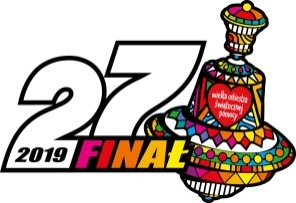 27
2019 FINAŁ
wielka orkiestra
świątecznej
pomocy